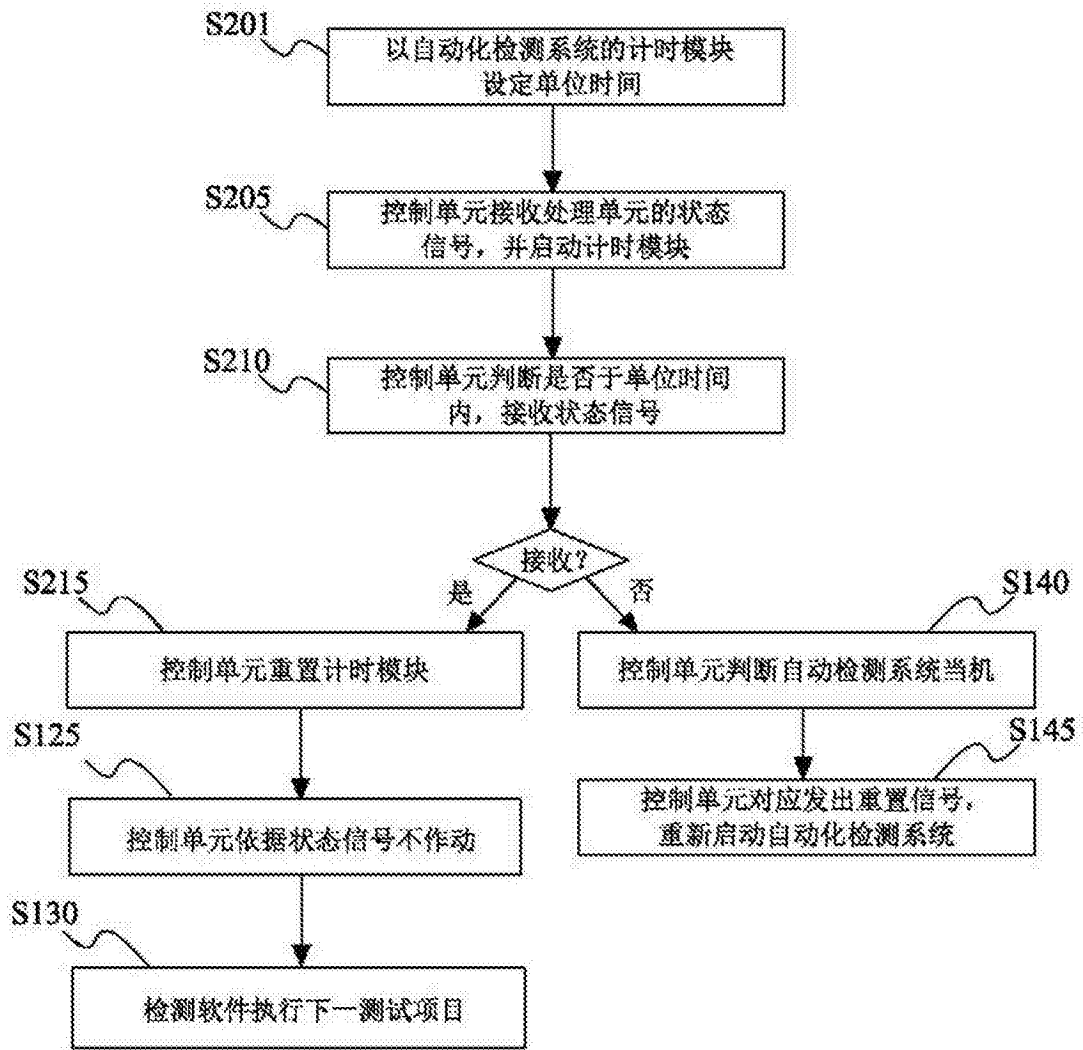 S201
以自动化检测系统的计时模块
设定单位时间
S205
控制单元接收处理单元的状态
信号，并启动计时模块
S210
控制单元判断是否于单位时间
内，接收状态信号
接收?
是
否
S215
控制单元重置计时模块
S140
控制单元判断自动检测系统当机
S125
控制单元依据状态信号不作动
S145
控制单元对应发出重置信号，
重新启动自动化检测系统
S130
检测软件执行下一测试项目